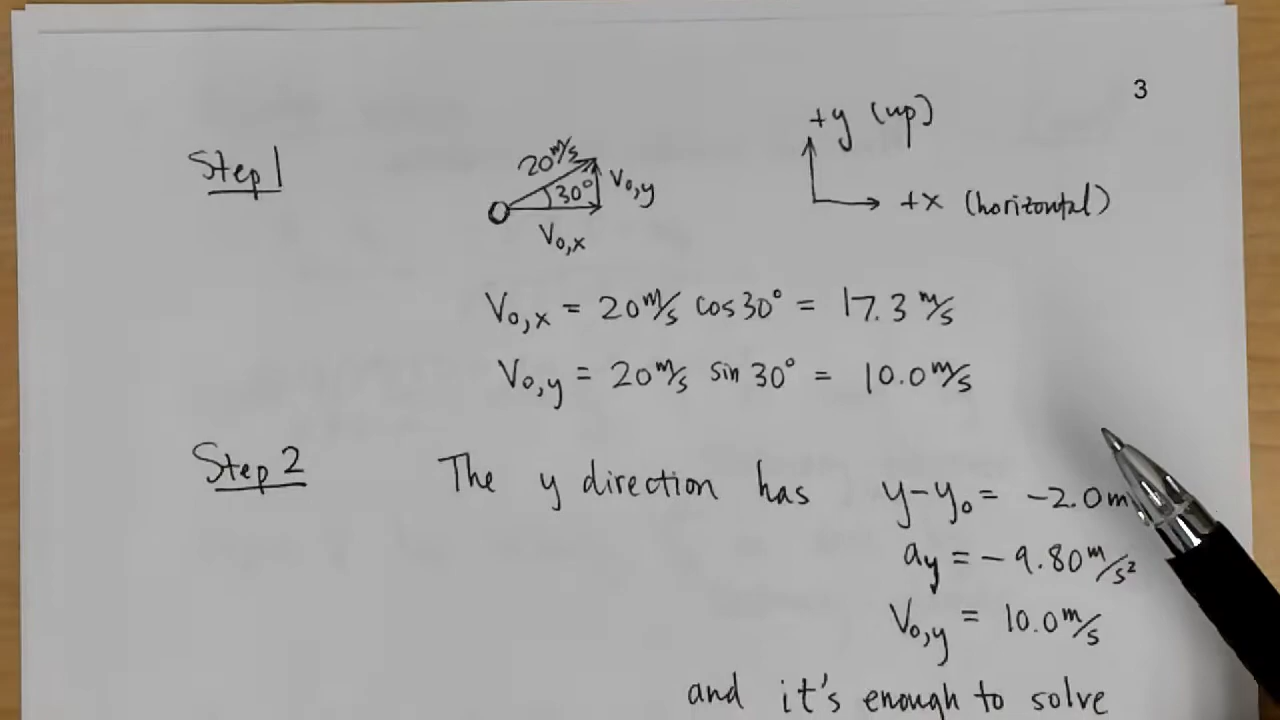 3
Step 1
20 m/s
30°
V₀,y
V₀,x
+y (up)
+x (horizontal)
V₀,x = 20 m/s cos 30° = 17.3 m/s
V₀,y = 20 m/s sin 30° = 10.0 m/s
Step 2
The y direction has y-y₀ = -2.0m
ay = -9.80 m/s²
V₀,y = 10.0 m/s
and it's enough to solve